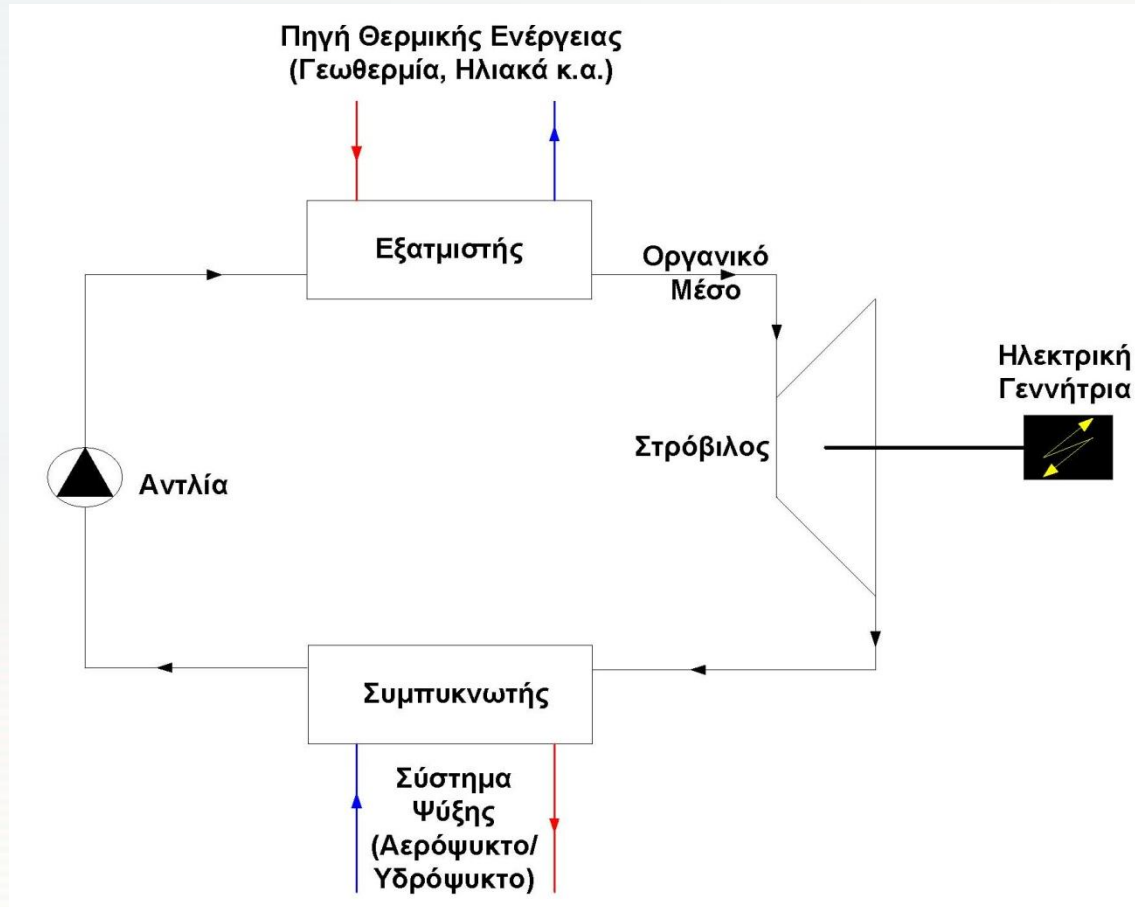 Πηγή Θερμικής Ενέργειας
(Γεωθερμία, Ηλιακά κ.α.)
Εξατμιστής
Οργανικό
Μέσο
Ηλεκτρική
Γεννήτρια
Στρόβιλος
Αντλία
Συμπυκνωτής
Σύστημα
Ψύξης
(Αερόψυκτο/
Υδρόψυκτο)